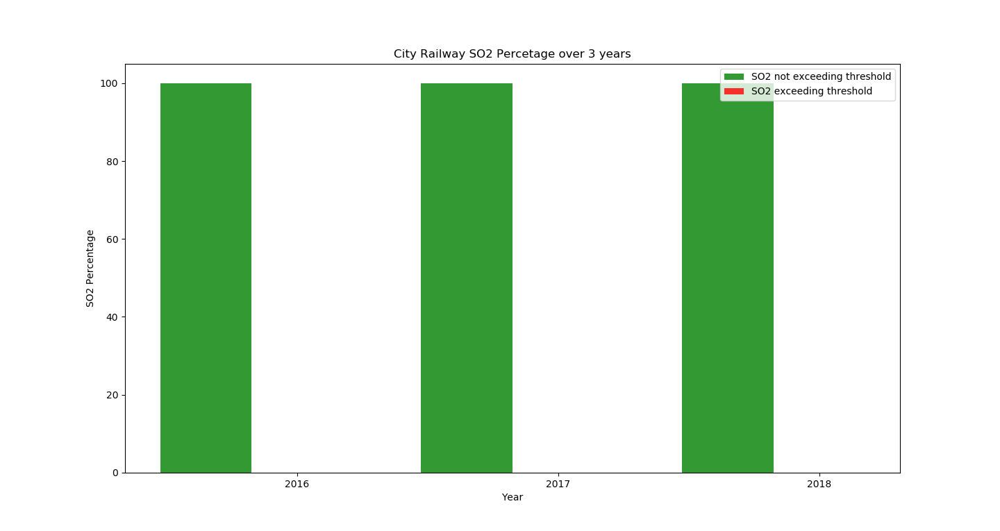 City Railway SO2 Percetage over 3 years
SO2 not exceeding threshold
SO2 exceeding threshold
100
80
60
40
20
0
SO2 Percentage
2016 2017 2018
Year